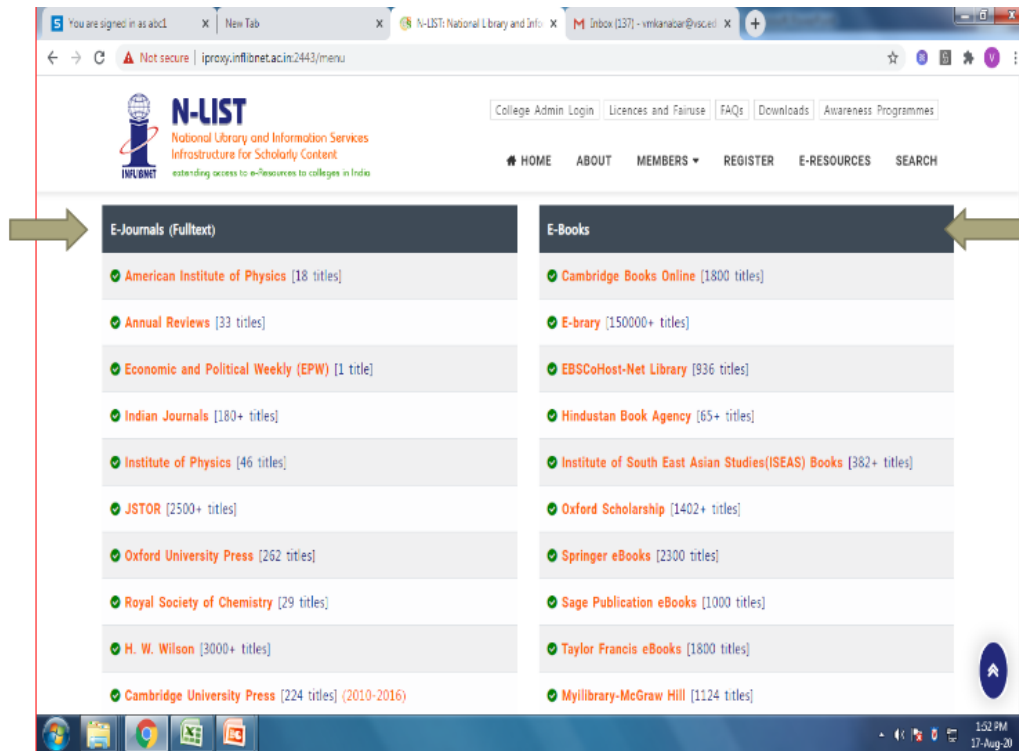 You are signed in as abc1
New Tab
N-LIST: National Library and Info
Inbox (137) - vmkanabar@vsc.ed
Not secure | iproxy.inflibnet.ac.in:2443/menu
V
INFLIBNET
N-LIST
National Library and Information Services
Infrastructure for Scholarly Content
extending access to e-Resources to colleges in India
College Admin Login
Licences and Fairuse
FAQs
Downloads
Awareness Programmes
HOME
ABOUT
MEMBERS
REGISTER
E-RESOURCES
SEARCH
E-Journals (Fulltext)
American Institute of Physics [18 titles]
Annual Reviews [33 titles]
Economic and Political Weekly (EPW) [1 title]
Indian Journals [180+ titles]
Institute of Physics [46 titles]
JSTOR [2500+ titles]
Oxford University Press [262 titles]
Royal Society of Chemistry [29 titles]
H. W. Wilson [3000+ titles]
Cambridge University Press [224 titles] (2010-2016)
E-Books
Cambridge Books Online [1800 titles]
E-brary [150000+ titles]
EBSCoHost-Net Library [936 titles]
Hindustan Book Agency [65+ titles]
Institute of South East Asian Studies(ISEAS) Books [382+ titles]
Oxford Scholarship [1402+ titles]
Springer eBooks [2300 titles]
Sage Publication eBooks [1000 titles]
Taylor Francis eBooks [1800 titles]
Myilibrary-McGraw Hill [1124 titles]
1:52 PM
17-Aug-20